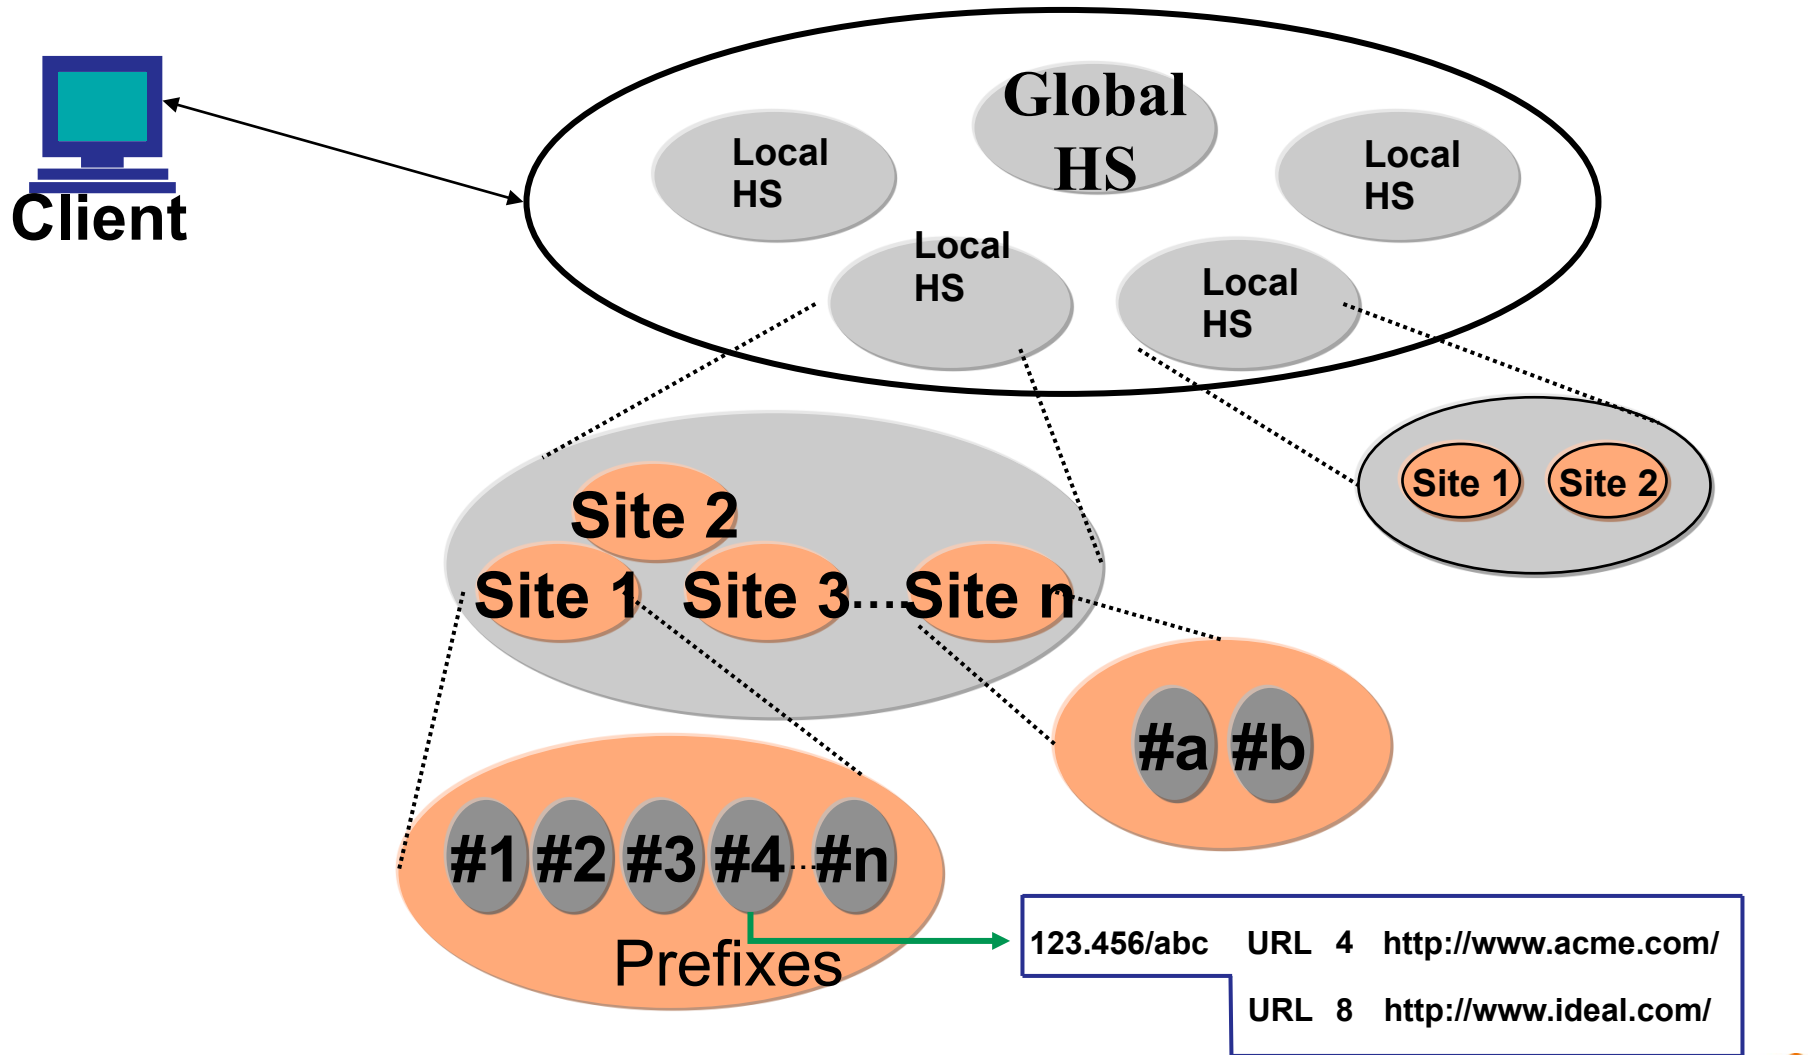 Global
HS
Local
HS
Local
HS
Client
Local
HS
Local
HS
Site 1
Site 2
Site 2
Site 1
Site 3....Site n
#a #b
#1 #2 #3 #4 ... #n
Prefixes
123.456/abc URL 4 http://www.acme.com/
URL 8 http://www.ideal.com/